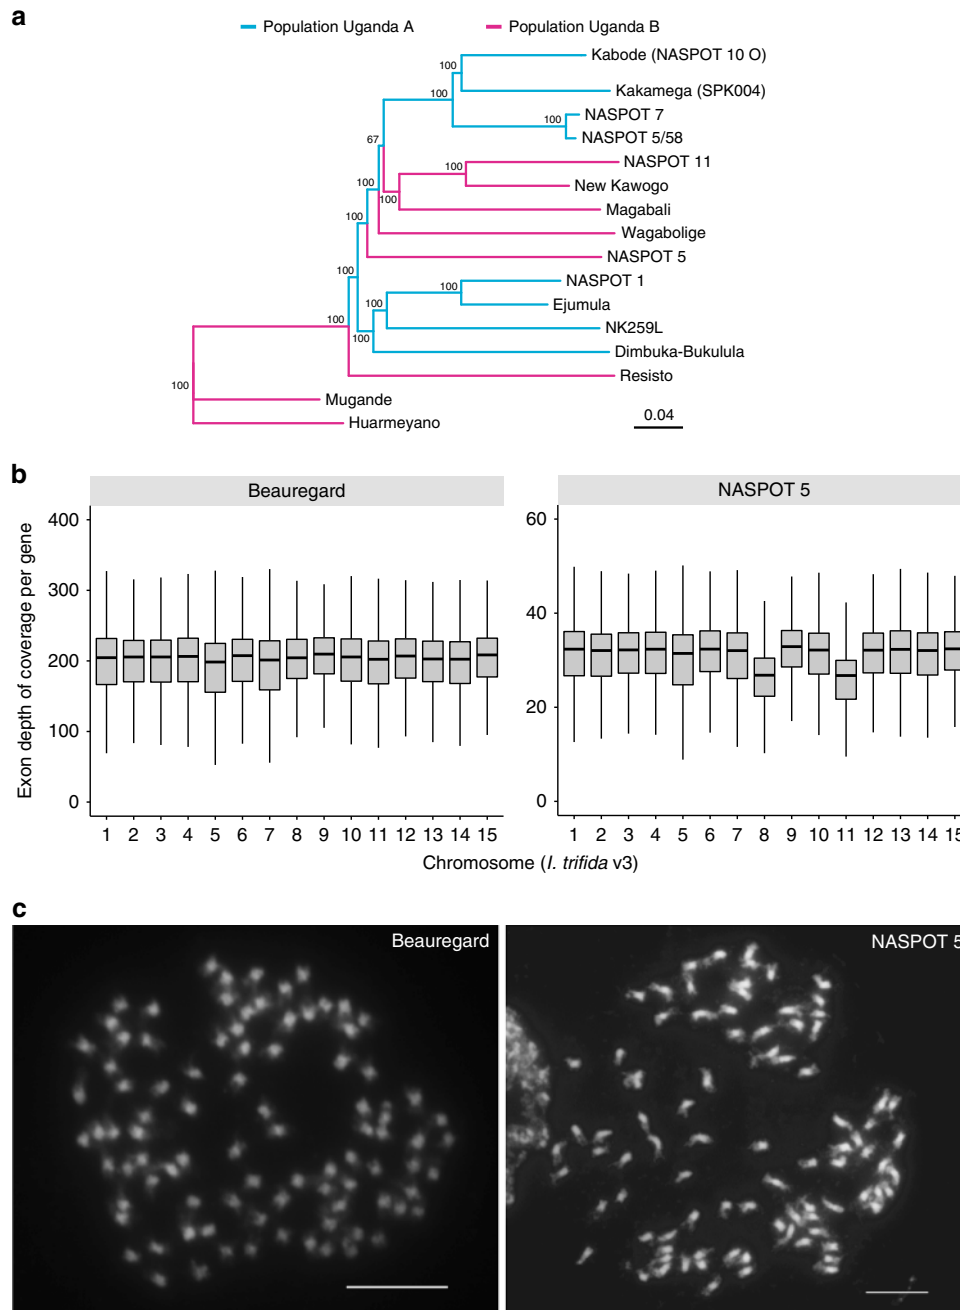 a
Population Uganda A
Population Uganda B
Kabode (NASPOT 10 O)
Kakamega (SPK004)
NASPOT 7
NASPOT 5/58
NASPOT 11
New Kawogo
Magabali
Wagabolige
NASPOT 5
NASPOT 1
Ejumula
NK259L
Dimbuka-Bukulula
Resisto
Mugande
Huarmeyano
100
100
100
67
100
100
100
100
100
100
100
100
100
100
0.04
b
Beauregard
NASPOT 5
Exon depth of coverage per gene
400
300
200
100
0
60
40
20
0
1 2 3 4 5 6 7 8 9 10 11 12 13 14 15
1 2 3 4 5 6 7 8 9 10 11 12 13 14 15
Chromosome (I. trifida v3)
c
Beauregard
NASPOT 5